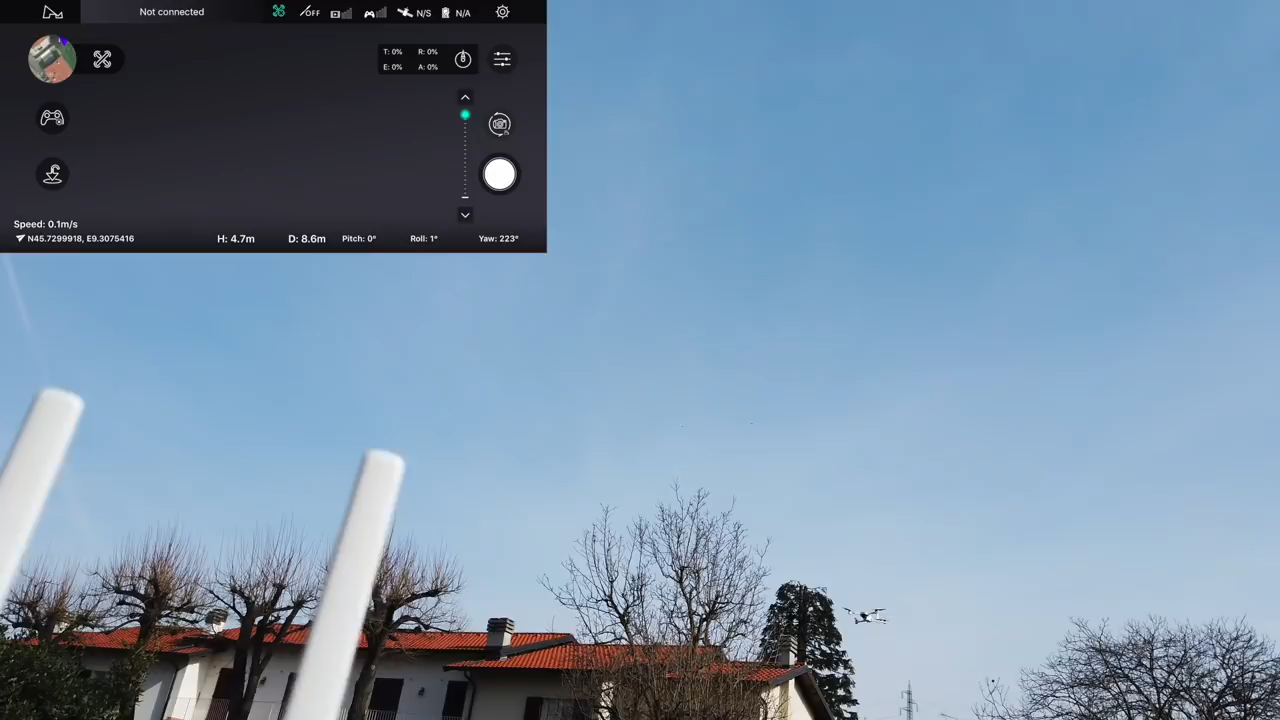 Not connected
OFF
N/S
N/A
T: 0% R: 0%
E: 0% A: 0%
Speed: 0.1m/s
N45.7299918, E9.3075416
H: 4.7m D: 8.6m Pitch: 0° Roll: 1° Yaw: 223°